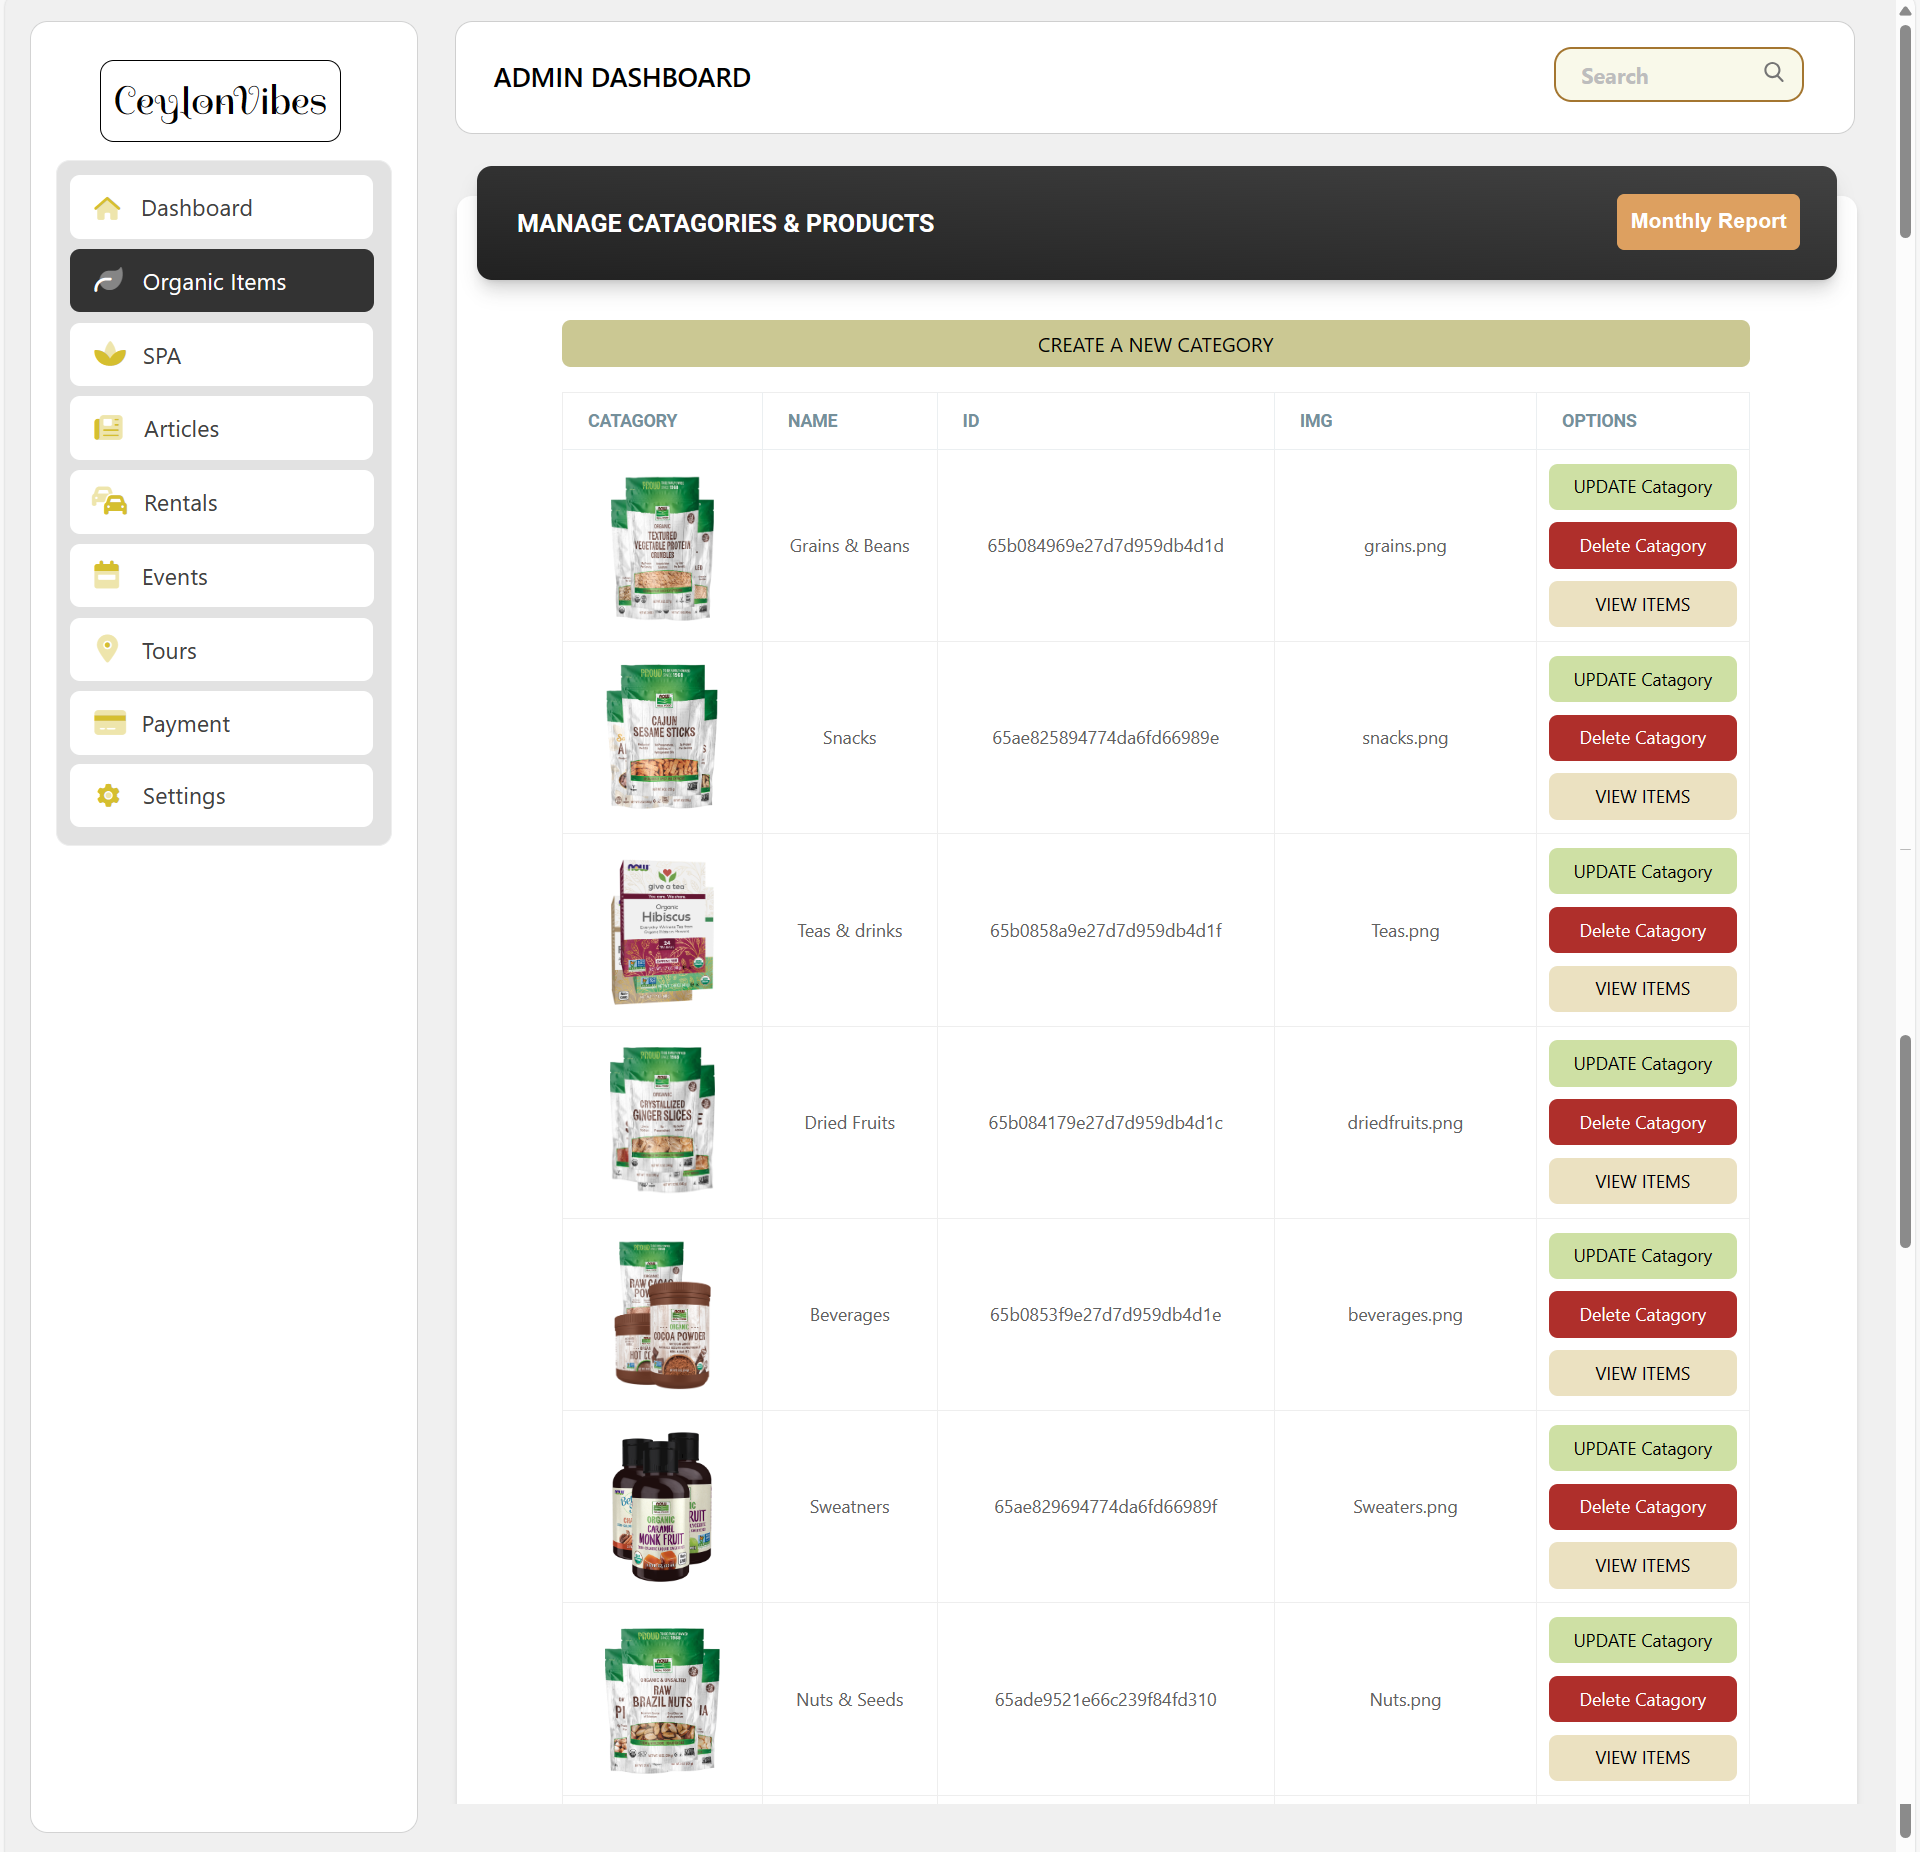 CeylonVibes
Dashboard
Organic Items
SPA
Articles
Rentals
Events
Tours
Payment
Settings
ADMIN DASHBOARD
Search
MANAGE CATAGORIES & PRODUCTS
Monthly Report
CREATE A NEW CATEGORY
CATAGORY NAME ID IMG OPTIONS
TEXTURED
VEGETABLE PROTEIN
CRUMBLES
Grains & Beans 65b084969e27d7d959db4d1d grains.png
UPDATE Catagory
Delete Catagory
VIEW ITEMS
CAJUN
SESAME STICKS
Snacks 65ae825894774da6fd66989e snacks.png
UPDATE Catagory
Delete Catagory
VIEW ITEMS
NOW
give a tea
Organic
Hibiscus
Teas & drinks 65b0858a9e27d7d959db4d1f Teas.png
UPDATE Catagory
Delete Catagory
VIEW ITEMS
CRYSTALLIZED
GINGER SLICES
Dried Fruits 65b084179e27d7d959db4d1c driedfruits.png
UPDATE Catagory
Delete Catagory
VIEW ITEMS
RAW CACAO
COCOA POWDER
Beverages 65b0853f9e27d7d959db4d1e beverages.png
UPDATE Catagory
Delete Catagory
VIEW ITEMS
ORGANIC
CARAMEL
MONK FRUIT
Sweatners 65ae829694774da6fd66989f Sweaters.png
UPDATE Catagory
Delete Catagory
VIEW ITEMS
RAW
BRAZIL NUTS
Nuts & Seeds 65ade9521e66c239f84fd310 Nuts.png
UPDATE Catagory
Delete Catagory
VIEW ITEMS